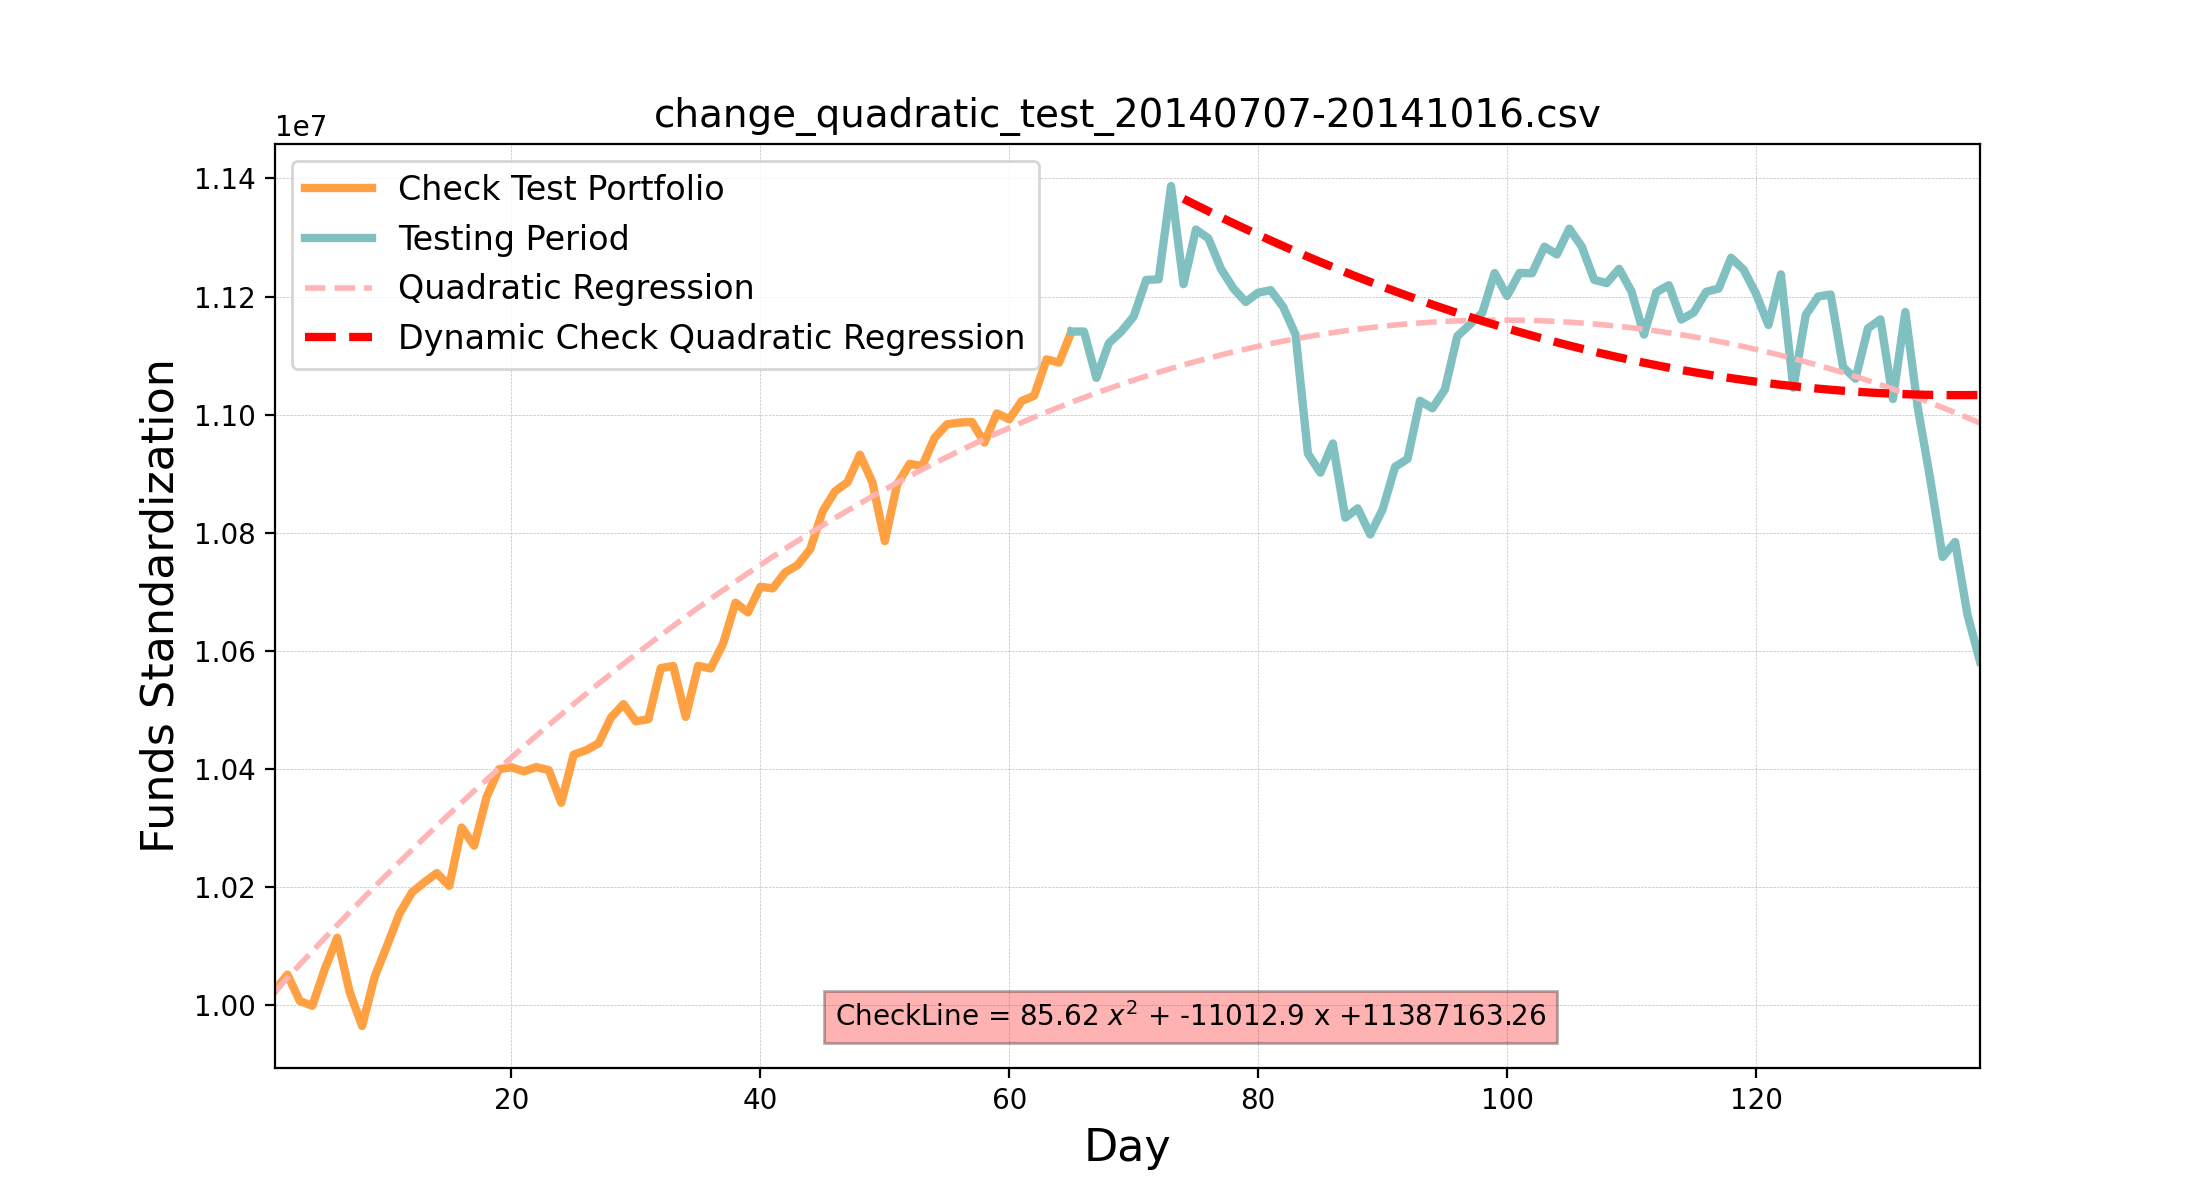 change_quadratic_test_20140707-20141016.csv
1e7
1.14
1.12
1.10
1.08
1.06
1.04
1.02
1.00
Funds Standardization
Check Test Portfolio
Testing Period
Quadratic Regression
Dynamic Check Quadratic Regression
CheckLine = 85.62 x² + -11012.9 x +11387163.26
20 40 60 80 100 120
Day